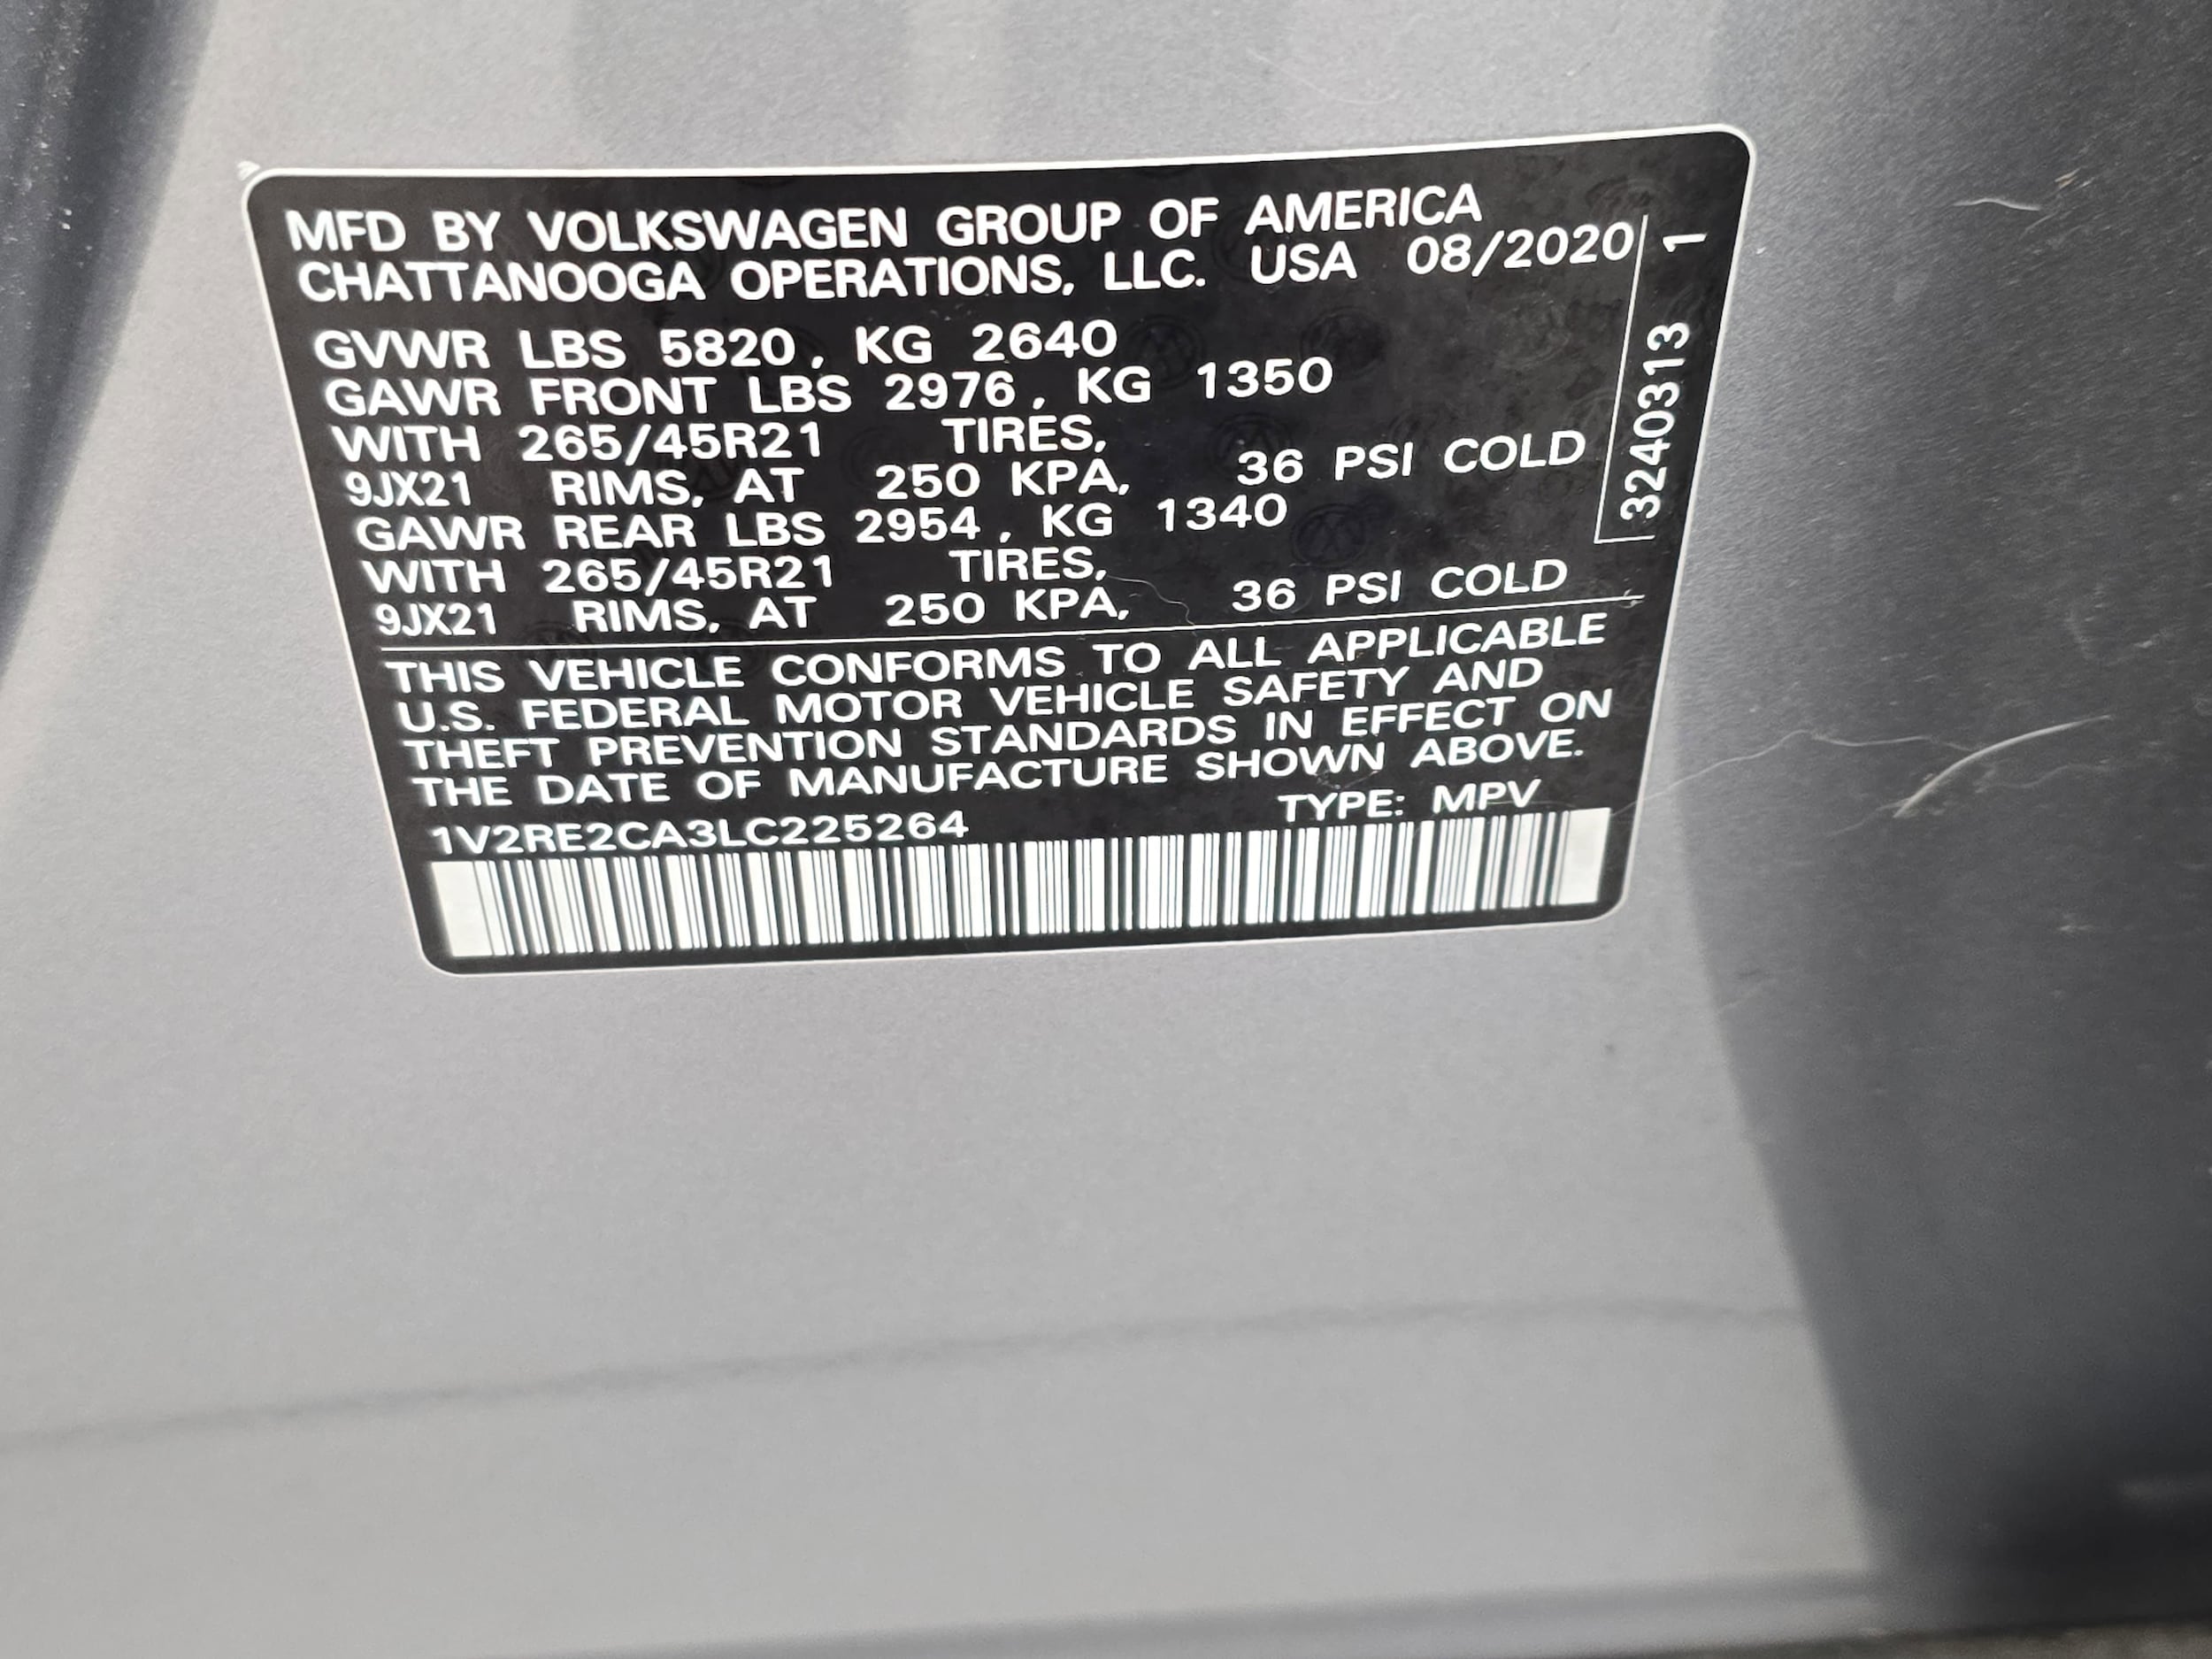 MFD BY VOLKSWAGEN GROUP OF AMERICA
CHATTANOOGA OPERATIONS, LLC. USA 08/2020
GVWR LBS 5820, KG 2640
GAWR FRONT LBS 2976, KG 1350
WITH 265/45R21 TIRES,
9JX21 RIMS, AT 250 KPA, 36 PSI COLD
GAWR REAR LBS 2954, KG 1340
WITH 265/45R21 TIRES,
9JX21 RIMS, AT 250 KPA, 36 PSI COLD
THIS VEHICLE CONFORMS TO ALL APPLICABLE
U.S. FEDERAL MOTOR VEHICLE SAFETY AND
THEFT PREVENTION STANDARDS IN EFFECT ON
THE DATE OF MANUFACTURE SHOWN ABOVE.
1V2RE2CA3LC225264 TYPE: MPV
3240313 1